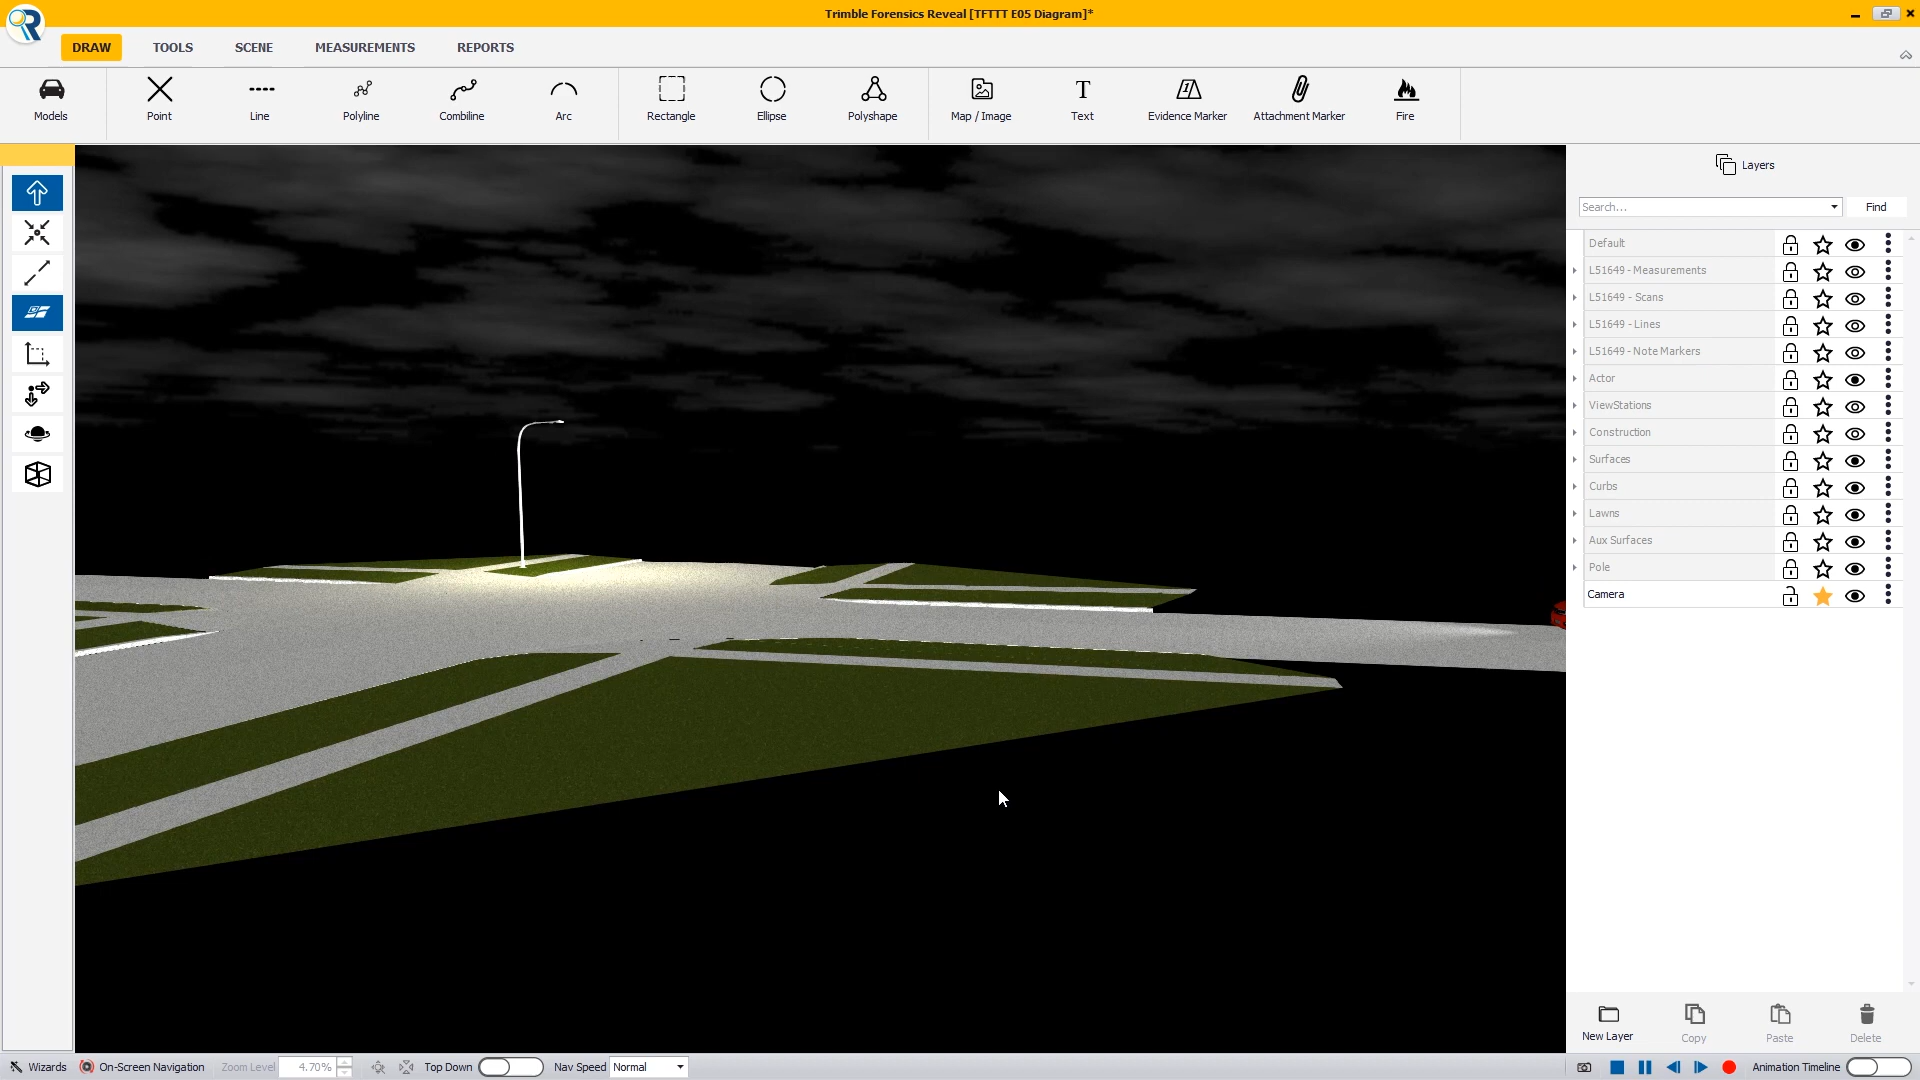 Trimble Forensics Reveal [TFTTT E05 Diagram]*
DRAW TOOLS SCENE MEASUREMENTS REPORTS
Models Point Line Polyline Combiline Arc Rectangle Ellipse Polyshape Map / Image Text Evidence Marker Attachment Marker Fire
Layers
Search... Find
Default
L51649 - Measurements
L51649 - Scans
L51649 - Lines
L51649 - Note Markers
Actor
ViewStations
Construction
Surfaces
Curbs
Lawns
Aux Surfaces
Pole
Camera
New Layer Copy Paste Delete
Wizards On-Screen Navigation Zoom Level 4.70% Top Down Nav Speed Normal Animation Timeline